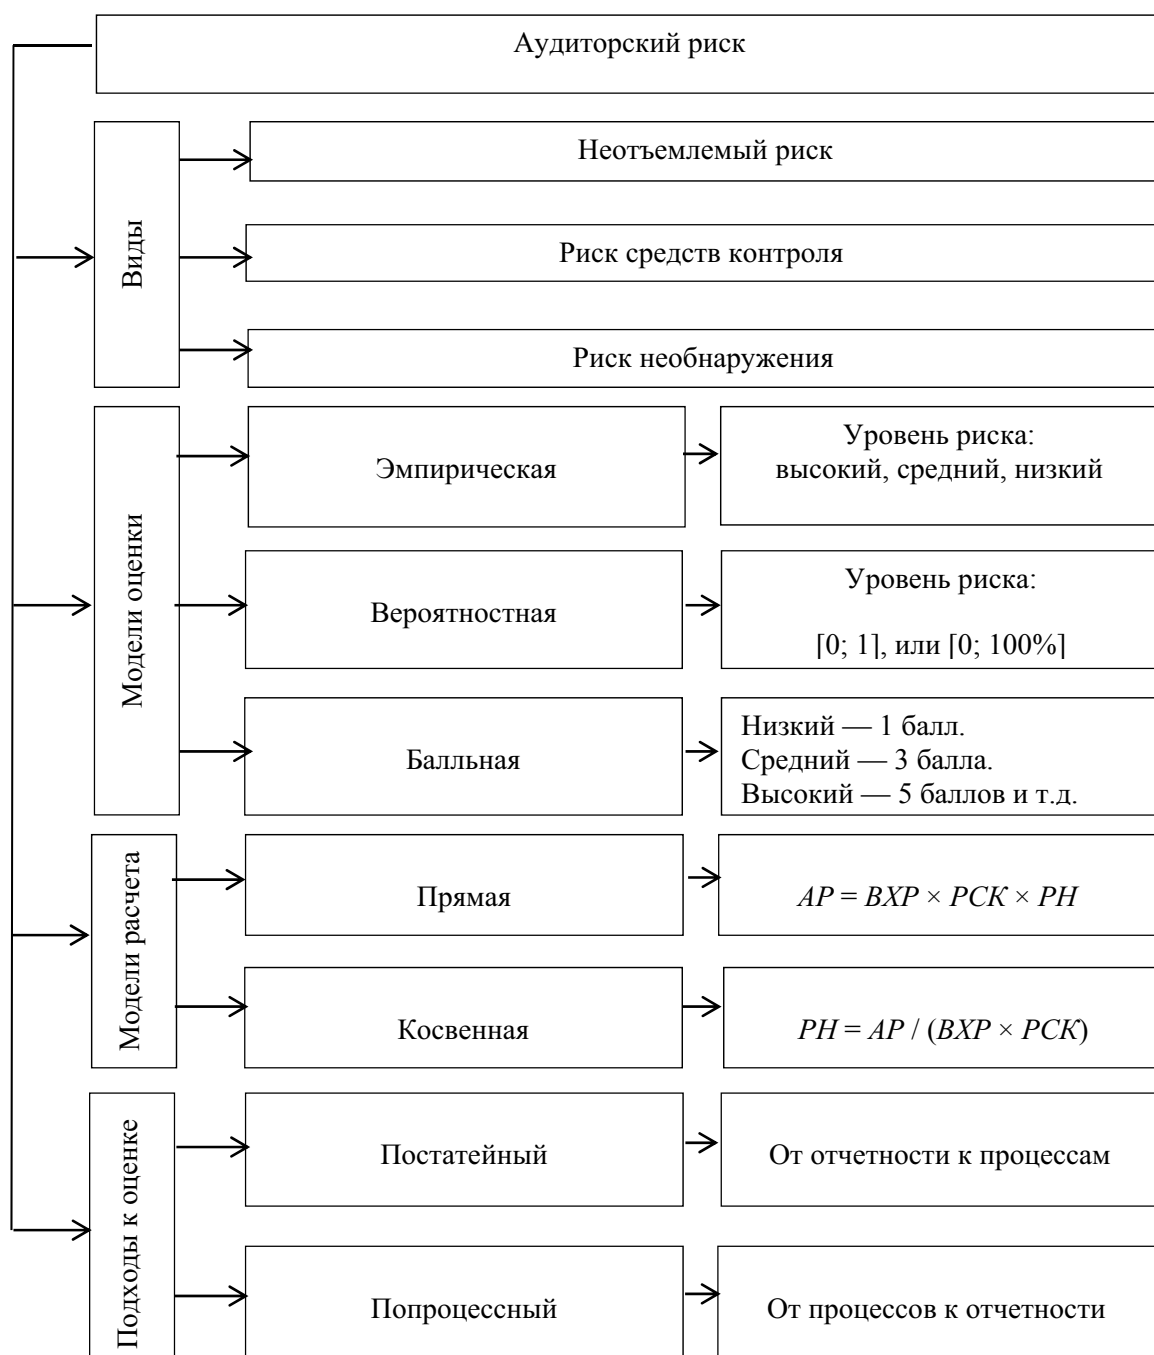 Аудиторский риск
Виды
Неотъемлемый риск
Риск средств контроля
Риск необнаружения
Модели оценки
Эмпирическая
Уровень риска:
высокий, средний, низкий
Вероятностная
Уровень риска:
[0; 1], или [0; 100%]
Балльная
Низкий — 1 балл.
Средний — 3 балла.
Высокий — 5 баллов и т.д.
Модели расчета
Прямая
АР = ВХР × РСК × РН
Косвенная
РН = АР / (ВХР × РСК)
Подходы к оценке
Постатейный
От отчетности к процессам
Попроцессный
От процессов к отчетности